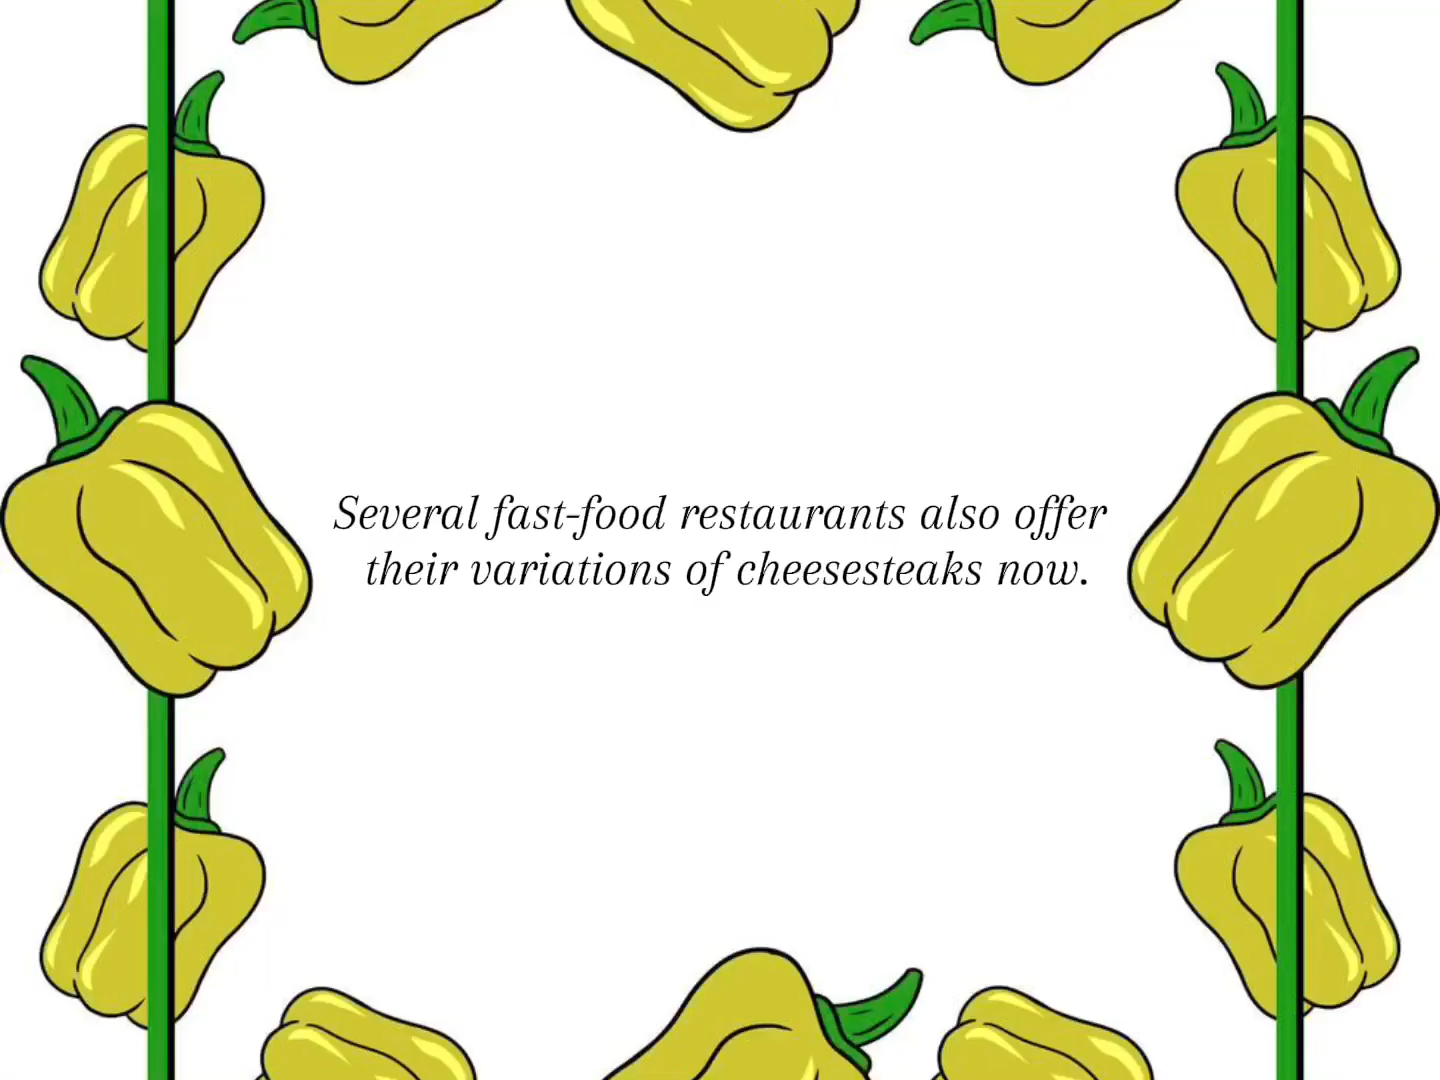 Several fast-food restaurants also offer
their variations of cheesesteaks now.